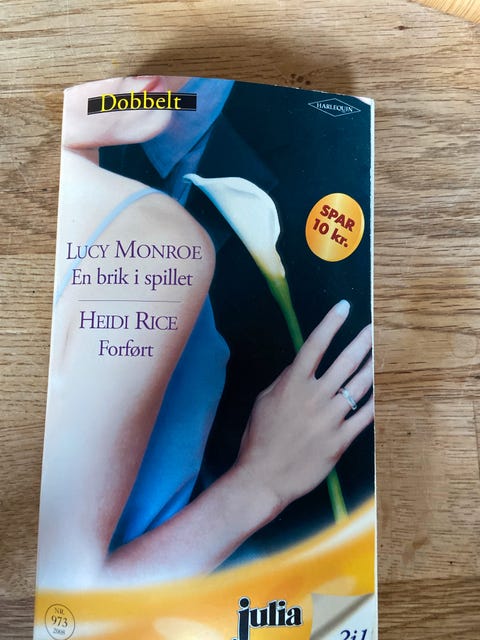 Dobbelt
HARLEQUIN
SPAR
10 kr.
LUCY MONROE
En brik i spillet
HEIDI RICE
Forført
NR.
973
2008
julia
2i1